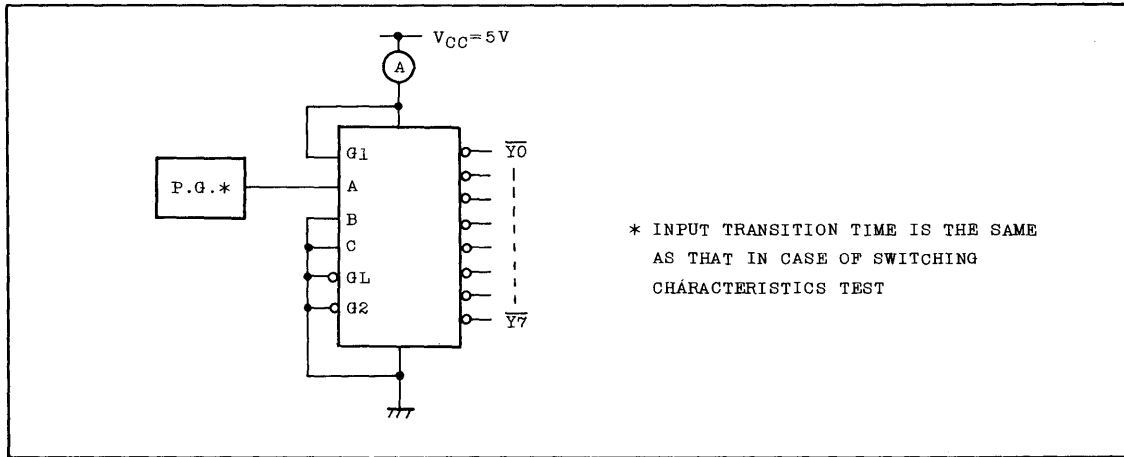 VCC=5V
A
G1
P.G.*
A
B
C
GL
G2
Y0
Y7
* INPUT TRANSITION TIME IS THE SAME
AS THAT IN CASE OF SWITCHING
CHÁRACTERISTICS TEST